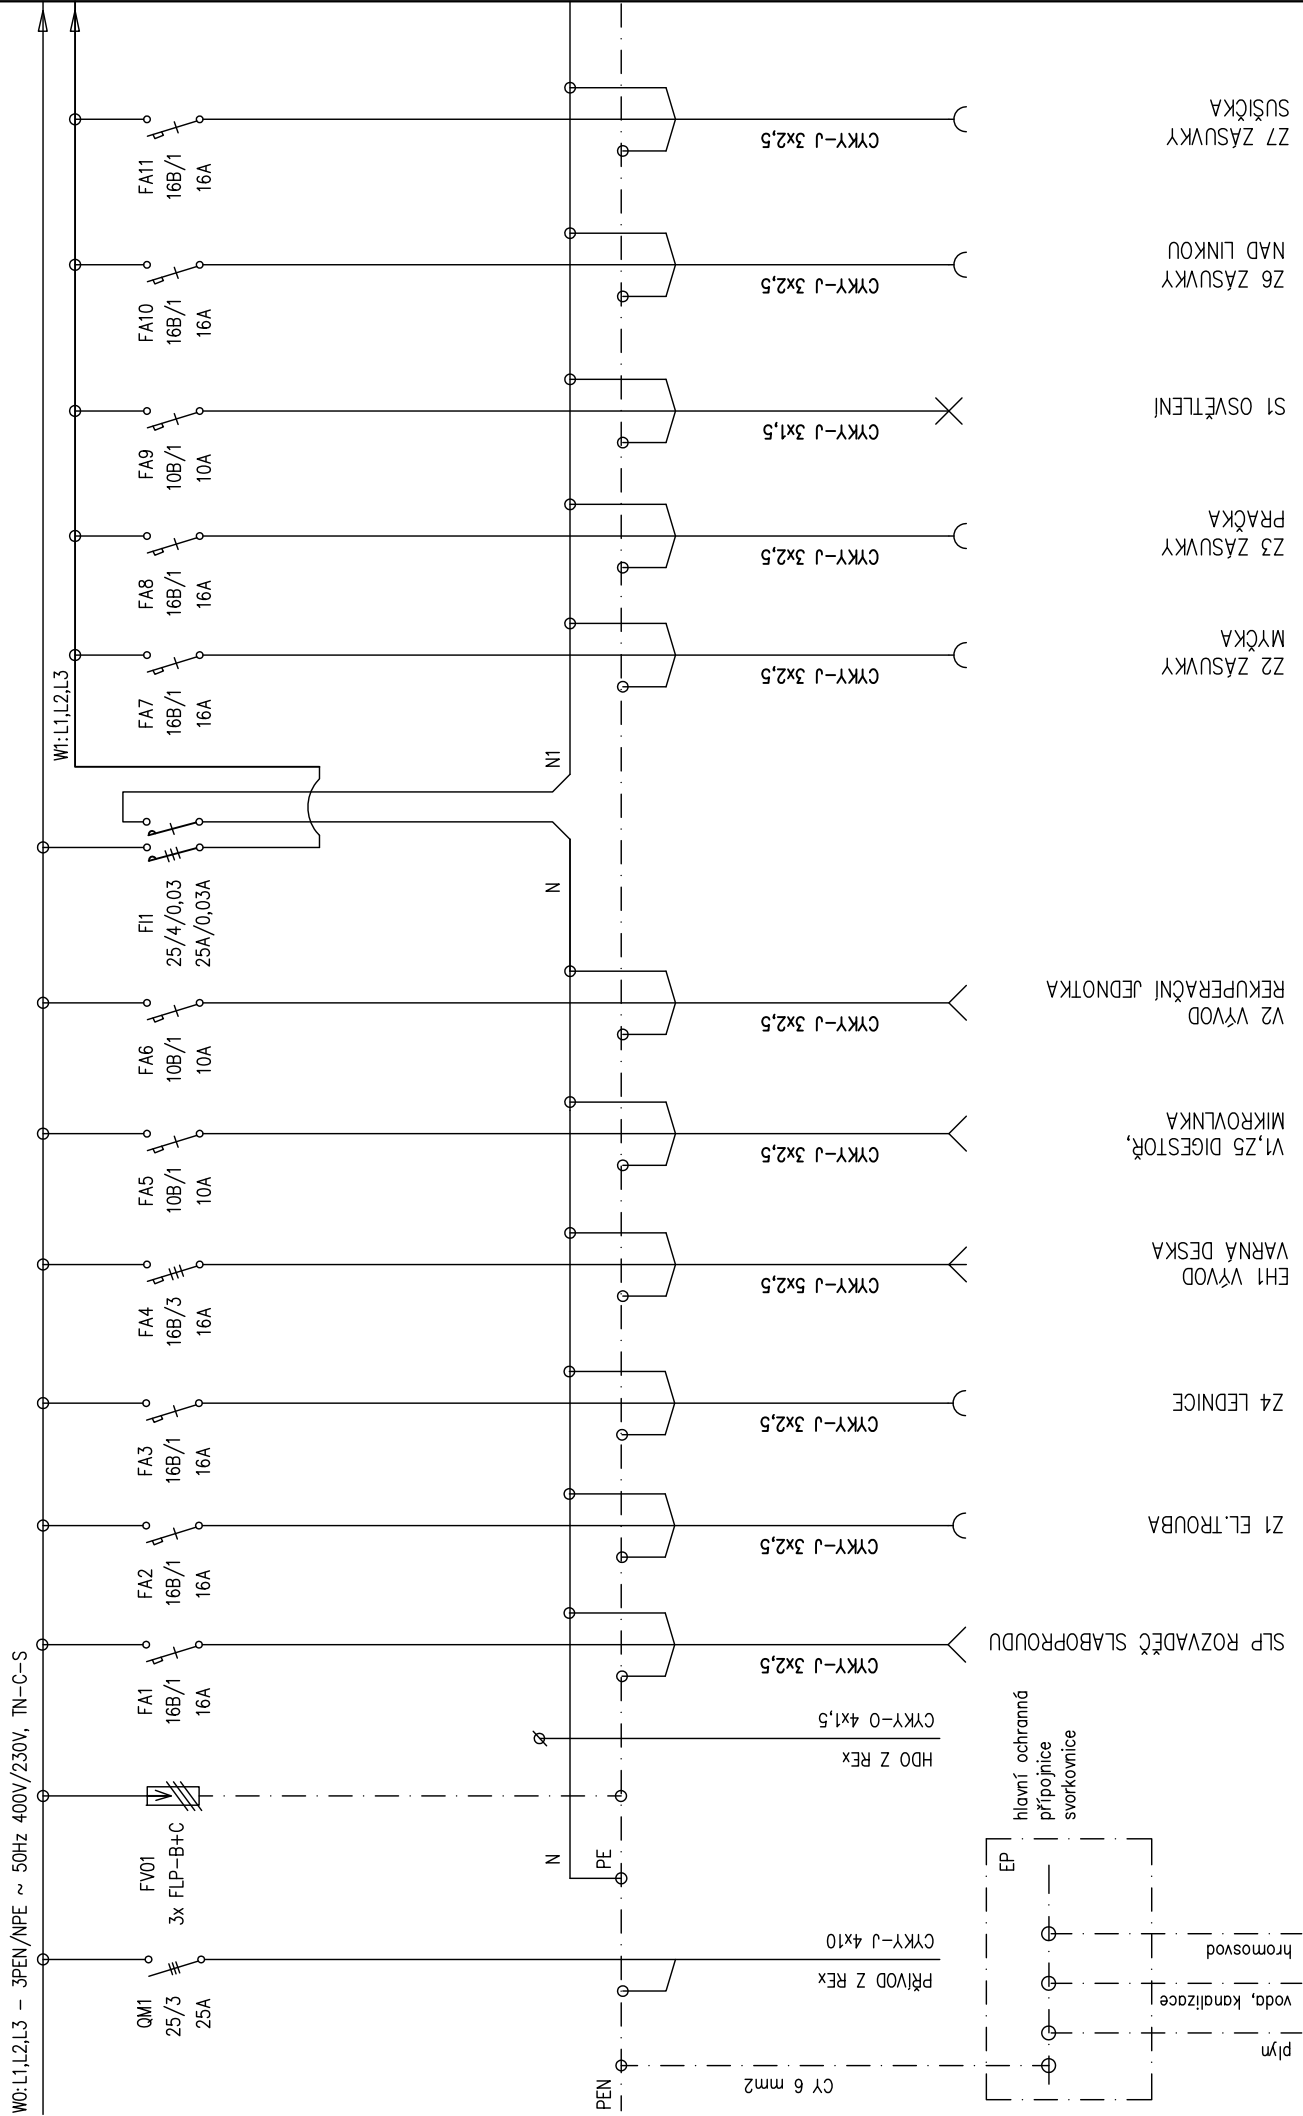 W0:L1,L2,L3 - 3PEN/NPE ~ 50Hz 400V/230V, TN-C-S
QM1
25/3
25A
PEN
PŘÍVOD Z REx
CYKY-J 4x10
CY 6 mm2
FV01
3x FLP-B+C
N
PE
HDO Z REx
CYKY-O 4x1,5
EP
hlavní ochranná
přípojnice
svorkovnice
plyn
voda, kanalizace
hromosvod
FA1
16B/1
16A
CYKY-J 3x2,5
SLP ROZVADĚČ SLABOPROUDU
FA2
16B/1
16A
CYKY-J 3x2,5
Z1 EL.TROUBA
FA3
16B/1
16A
CYKY-J 3x2,5
Z4 LEDNICE
FA4
16B/3
16A
CYKY-J 5x2,5
EH1 VÝVOD
VARNÁ DESKA
FA5
10B/1
10A
CYKY-J 3x2,5
V1,Z5 DIGESTOŘ,
MIKROVLNKA
FA6
10B/1
10A
CYKY-J 3x2,5
V2 VÝVOD
REKUPERAČNÍ JEDNOTKA
FI1
25/4/0,03
25A/0,03A
N
N1
W1:L1,L2,L3
FA7
16B/1
16A
CYKY-J 3x2,5
Z2 ZÁSUVKY
MYČKA
FA8
16B/1
16A
CYKY-J 3x2,5
Z3 ZÁSUVKY
PRAČKA
FA9
10B/1
10A
CYKY-J 3x1,5
S1 OSVĚTLENÍ
FA10
16B/1
16A
CYKY-J 3x2,5
Z6 ZÁSUVKY
NAD LINKOU
FA11
16B/1
16A
CYKY-J 3x2,5
Z7 ZÁSUVKY
SUŠIČKA